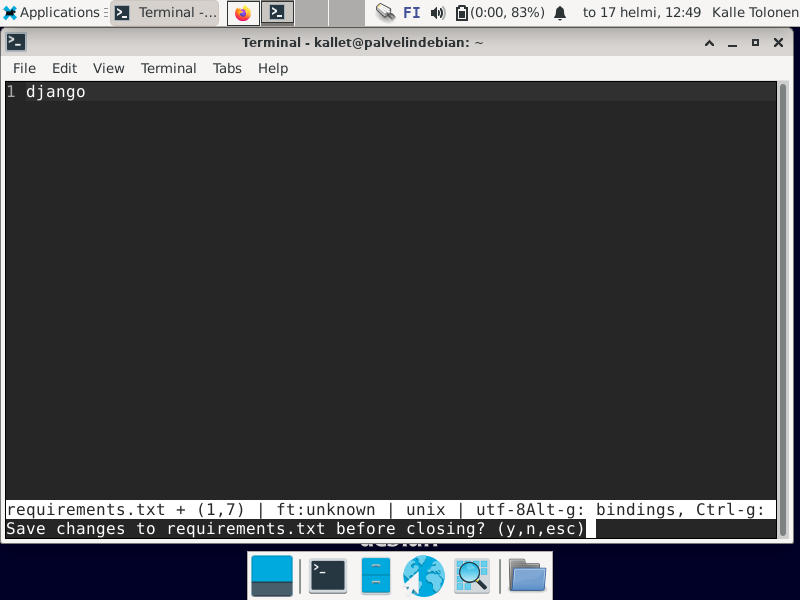 Applications Terminal -... FI (0:00, 83%) to 17 helmi, 12:49 Kalle Tolonen
Terminal - kallet@palvelindebian: ~
File Edit View Terminal Tabs Help
1 django
requirements.txt + (1,7) | ft:unknown | unix | utf-8Alt-g: bindings, Ctrl-g:
Save changes to requirements.txt before closing? (y,n,esc)
debian